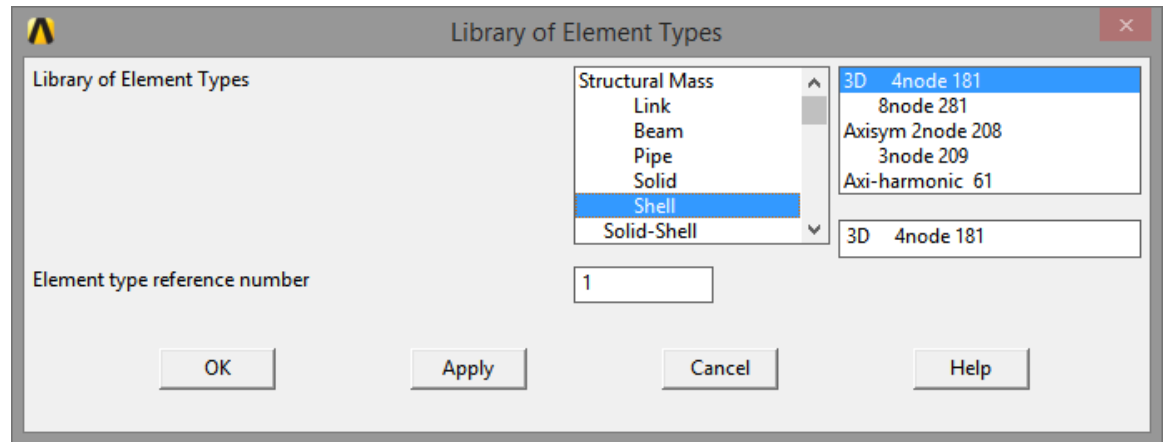 Library of Element Types
Library of Element Types
Structural Mass
Link
Beam
Pipe
Solid
Shell
Solid-Shell
3D 4node 181
8node 281
Axisym 2node 208
3node 209
Axi-harmonic 61
3D 4node 181
Element type reference number
1
OK
Apply
Cancel
Help